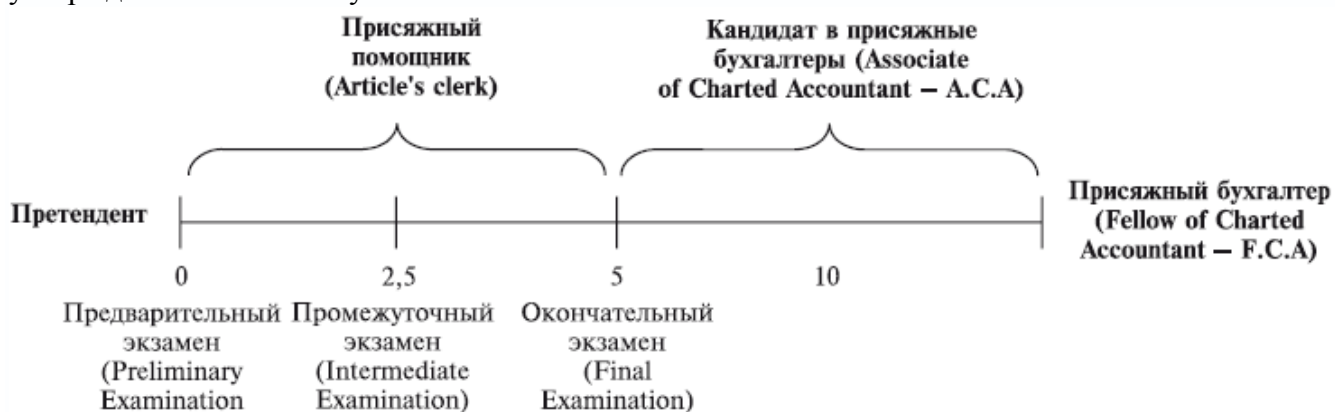 Присяжный
помощник
(Article's clerk)
Кандидат в присяжные
бухгалтеры (Associate
of Charted Accountant — A.C.A)
Претендент
Присяжный бухгалтер
(Fellow of Charted
Accountant — F.C.A)
0
2,5
5
10
Предварительный
экзамен
(Preliminary
Examination
Промежуточный
экзамен
(Intermediate
Examination)
Окончательный
экзамен
(Final
Examination)